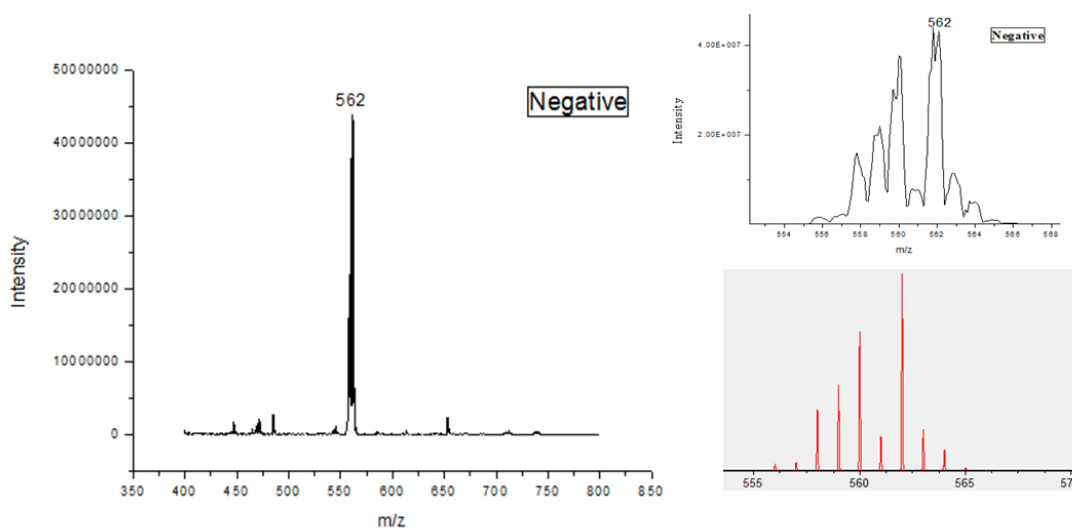 50000000
40000000
30000000
20000000
10000000
0
Intensity
562
Negative
350 400 450 500 550 600 650 700 750 800 850
m/z
562
Negative
4.00E+007
2.00E+007
Intensity
554 556 558 560 562 564 566 568
m/z
555 560 565 57